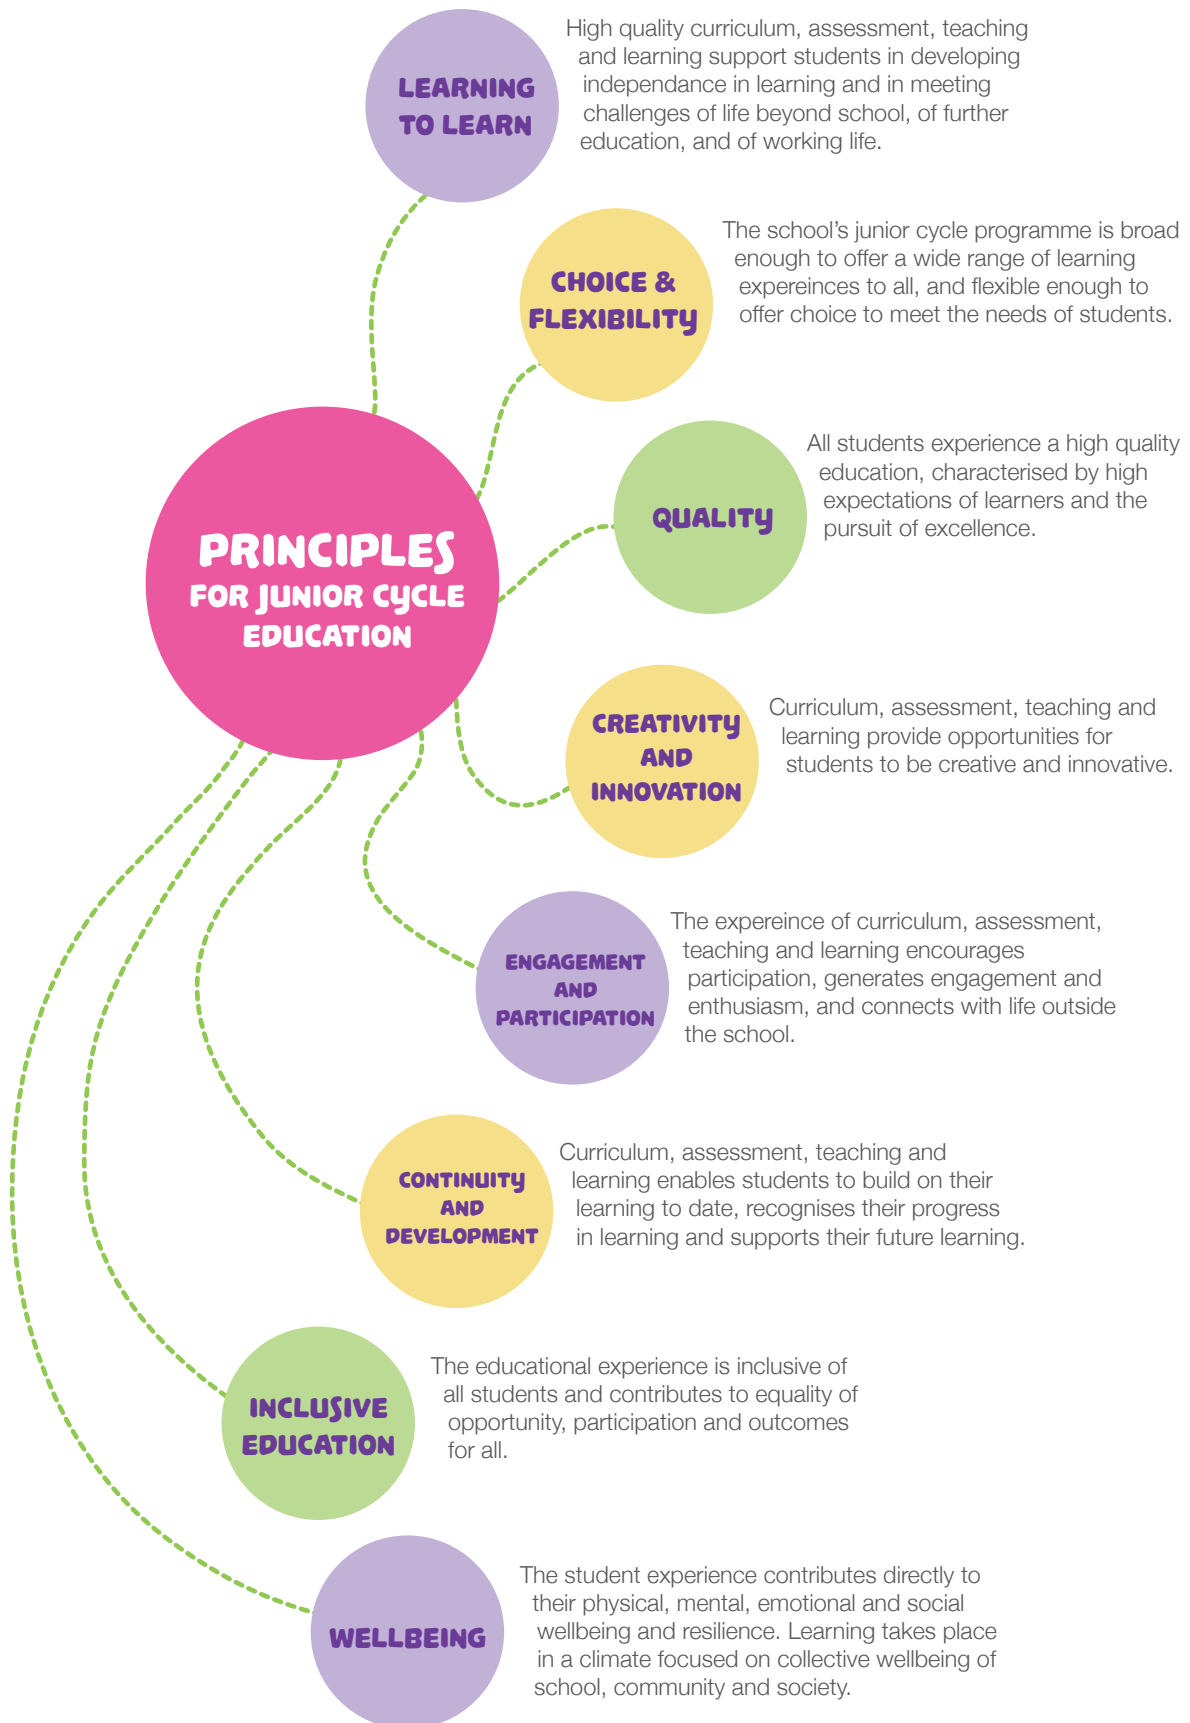 LEARNING
TO LEARN
High quality curriculum, assessment, teaching
and learning support students in developing
independance in learning and in meeting
challenges of life beyond school, of further
education, and of working life.
CHOICE &
FLEXIBILITY
The school’s junior cycle programme is broad
enough to offer a wide range of learning
expereinces to all, and flexible enough to
offer choice to meet the needs of students.
QUALITY
All students experience a high quality
education, characterised by high
expectations of learners and the
pursuit of excellence.
PRINCIPLES
FOR JUNIOR CYCLE
EDUCATION
CREATIVITY
AND
INNOVATION
Curriculum, assessment, teaching and
learning provide opportunities for
students to be creative and innovative.
ENGAGEMENT
AND
PARTICIPATION
The expereince of curriculum, assessment,
teaching and learning encourages
participation, generates engagement and
enthusiasm, and connects with life outside
the school.
CONTINUITY
AND
DEVELOPMENT
Curriculum, assessment, teaching and
learning enables students to build on their
learning to date, recognises their progress
in learning and supports their future learning.
INCLUSIVE
EDUCATION
The educational experience is inclusive of
all students and contributes to equality of
opportunity, participation and outcomes
for all.
WELLBEING
The student experience contributes directly to
their physical, mental, emotional and social
wellbeing and resilience. Learning takes place
in a climate focused on collective wellbeing of
school, community and society.